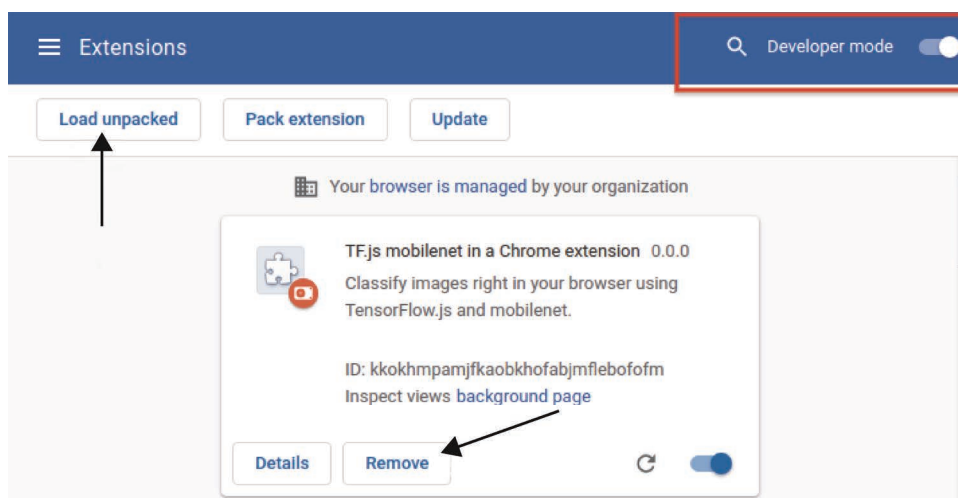 Extensions
Developer mode
Load unpacked Pack extension Update
Your browser is managed by your organization
TF.js mobilenet in a Chrome extension 0.0.0
Classify images right in your browser using
TensorFlow.js and mobilenet.
ID: kkokhmpamjfkaobkhofabjmflebofofm
Inspect views background page
Details Remove